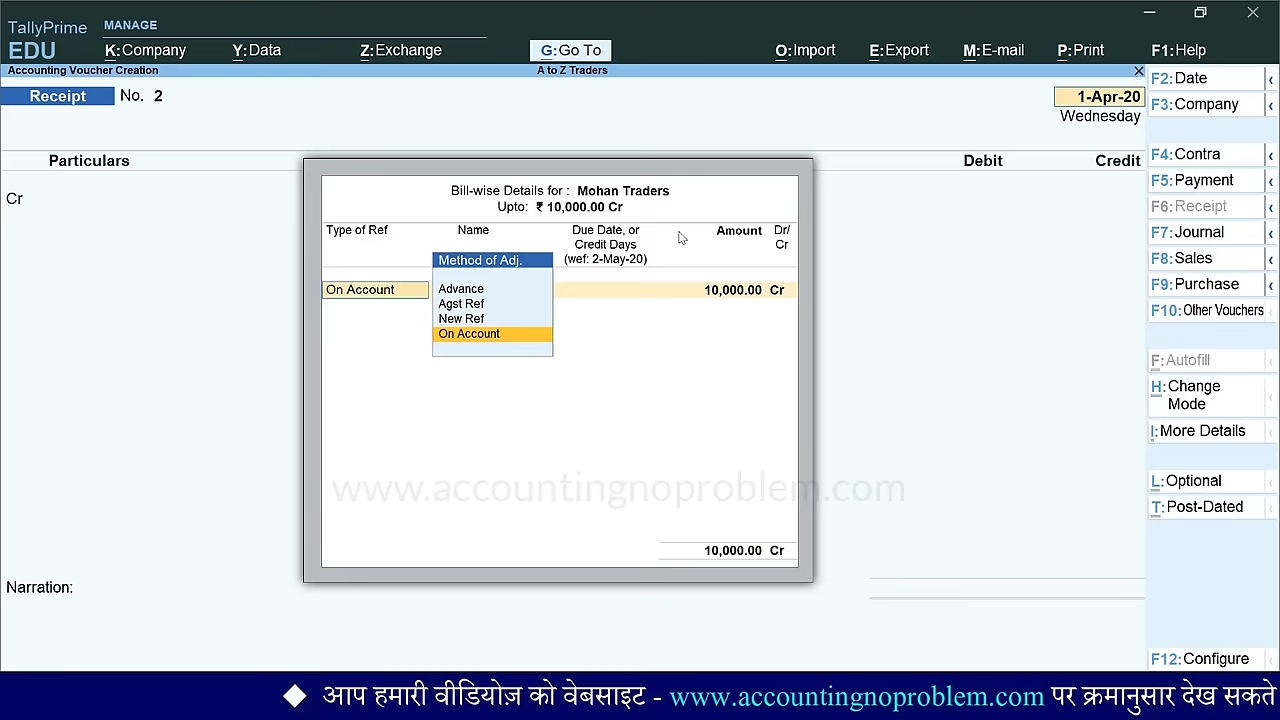 TallyPrime
EDU
MANAGE
K:Company
Y:Data
Z:Exchange
G:Go To
O:Import
E:Export
M:E-mail
P:Print
F1:Help
Accounting Voucher Creation
A to Z Traders
Receipt No. 2
1-Apr-20
Wednesday
Particulars
Debit
Credit
Cr
Bill-wise Details for : Mohan Traders
Upto: ₹ 10,000.00 Cr
Type of Ref
Name
Due Date, or
Credit Days
(wef: 2-May-20)
Amount
Dr/
Cr
Method of Adj.
On Account
10,000.00 Cr
Advance
Agst Ref
New Ref
On Account
www.accountingnoproblem.com
10,000.00 Cr
Narration:
F2:Date
F3:Company
F4:Contra
F5:Payment
F6:Receipt
F7:Journal
F8:Sales
F9:Purchase
F10:Other Vouchers
F:Autofill
H:Change
Mode
I:More Details
L:Optional
T:Post-Dated
F12:Configure
आप हमारी वीडियोज़ को वेबसाइट - www.accountingnoproblem.com पर क्रमानुसार देख सकते